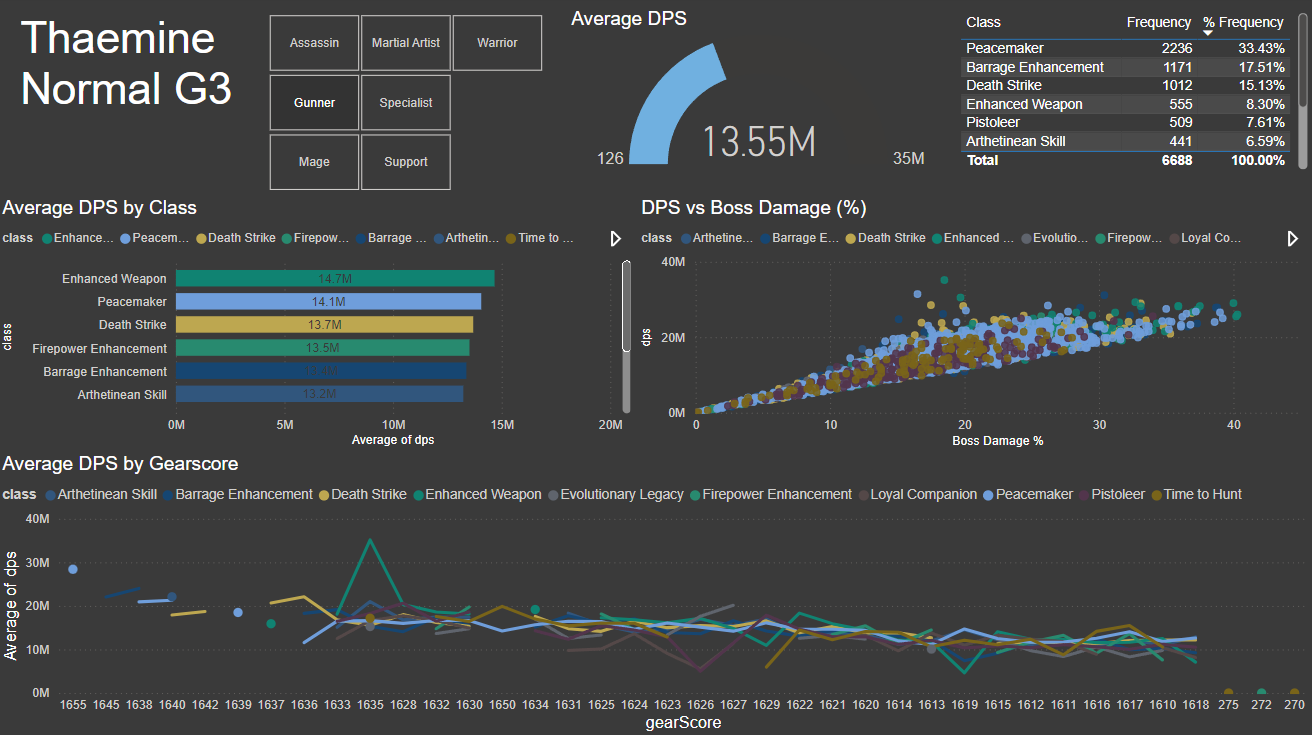 Thaemine
Normal G3
Assassin
Martial Artist
Warrior
Gunner
Specialist
Mage
Support
Average DPS
126
13.55M
35M
Class Frequency % Frequency
Peacemaker 2236 33.43%
Barrage Enhancement 1171 17.51%
Death Strike 1012 15.13%
Enhanced Weapon 555 8.30%
Pistoleer 509 7.61%
Arthetinean Skill 441 6.59%
Total 6688 100.00%
Average DPS by Class
class Enhance... Peacem... Death Strike Firepow... Barrage ... Arthetin... Time to ...
class
Enhanced Weapon 14.7M
Peacemaker 14.1M
Death Strike 13.7M
Firepower Enhancement 13.5M
Barrage Enhancement
Arthetinean Skill 13.2M
0M 5M 10M 15M 20M
Average of dps
DPS vs Boss Damage (%)
class Arthetine... Barrage E... Death Strike Enhanced ... Evolutio... Firepow... Loyal Co...
dps
40M
20M
0M
0 10 20 30 40
Boss Damage %
Average DPS by Gearscore
class Arthetinean Skill Barrage Enhancement Death Strike Enhanced Weapon Evolutionary Legacy Firepower Enhancement Loyal Companion Peacemaker Pistoleer Time to Hunt
Average of dps
40M
30M
20M
10M
0M
1655 1645 1638 1640 1642 1639 1637 1636 1633 1635 1628 1632 1630 1650 1634 1631 1625 1624 1623 1626 1627 1629 1622 1621 1620 1614 1613 1619 1615 1612 1611 1616 1617 1610 1618 275 272 270
gearScore